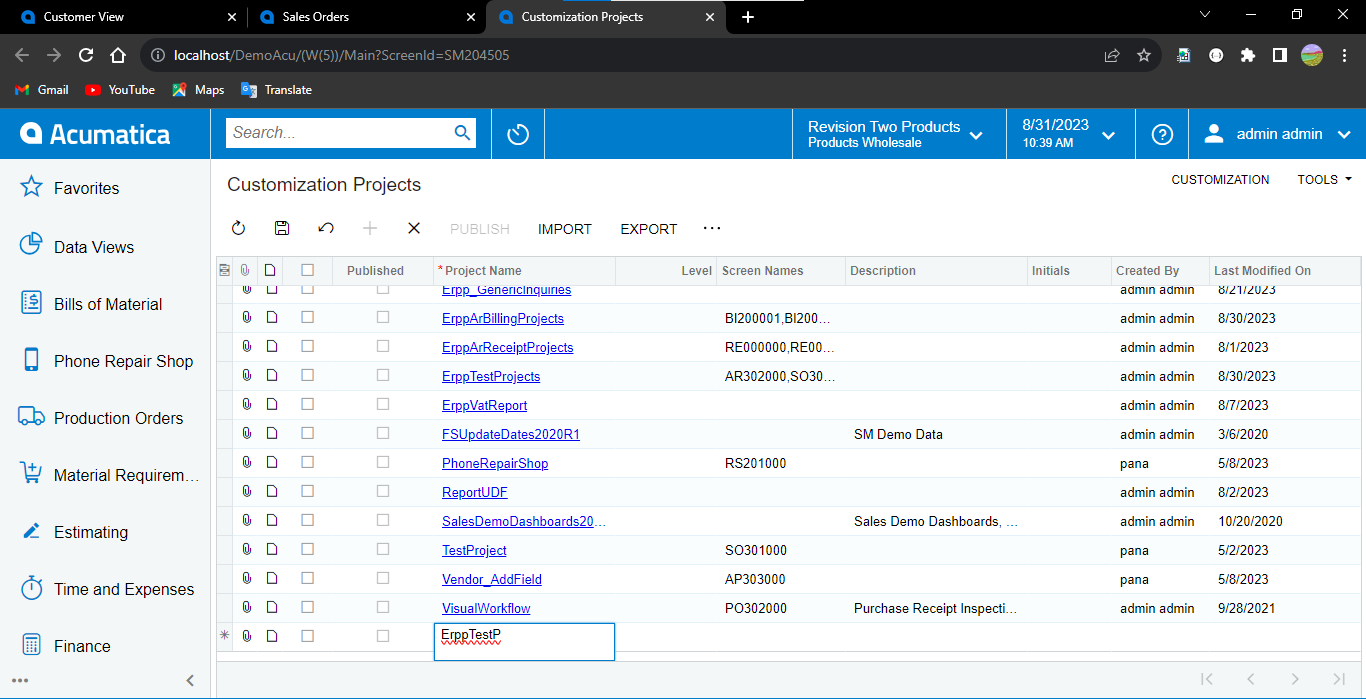 Customer View
Sales Orders
Customization Projects
localhost/DemoAcu/(W(5))/Main?ScreenId=SM204505
Gmail YouTube Maps Translate
Acumatica
Search...
Revision Two Products
Products Wholesale
8/31/2023
10:39 AM
admin admin
Favorites
Data Views
Bills of Material
Phone Repair Shop
Production Orders
Material Requirem...
Estimating
Time and Expenses
Finance
Customization Projects
CUSTOMIZATION TOOLS
PUBLISH IMPORT EXPORT
Published * Project Name Level Screen Names Description Initials Created By Last Modified On
Erpp_GenericInquiries admin admin 8/21/2023
ErppArBillingProjects BI200001,BI200... admin admin 8/30/2023
ErppArReceiptProjects RE000000,RE00... admin admin 8/1/2023
ErppTestProjects AR302000,SO30... admin admin 8/30/2023
ErppVatReport admin admin 8/7/2023
FSUpdateDates2020R1 SM Demo Data admin admin 3/6/2020
PhoneRepairShop RS201000 pana 5/8/2023
ReportUDF admin admin 8/2/2023
SalesDemoDashboards20... Sales Demo Dashboards, ... admin admin 10/20/2020
TestProject SO301000 pana 5/2/2023
Vendor_AddField AP303000 pana 5/8/2023
VisualWorkflow PO302000 Purchase Receipt Inspecti... admin admin 9/28/2021
ErppTestP